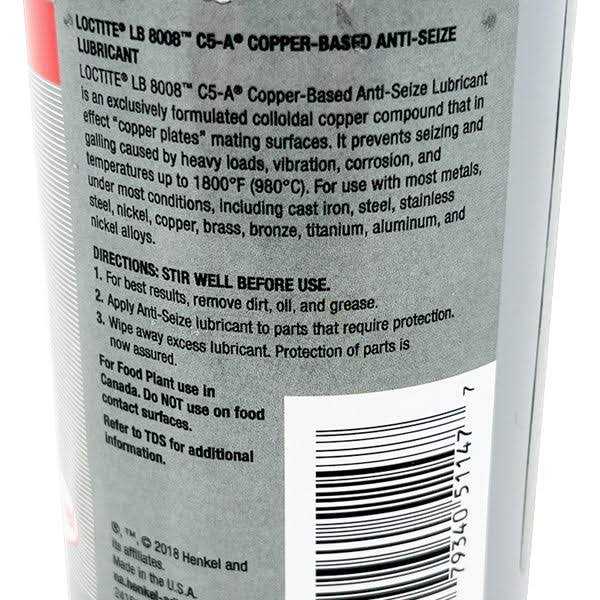 LOCTITE® LB 8008™ C5-A® COPPER-BASED ANTI-SEIZE
LUBRICANT
LOCTITE® LB 8008™ C5-A® Copper-Based Anti-Seize Lubricant
is an exclusively formulated colloidal copper compound that in
effect "copper plates" mating surfaces. It prevents seizing and
galling caused by heavy loads, vibration, corrosion, and
temperatures up to 1800°F (980°C). For use with most metals,
under most conditions, including cast iron, steel, stainless
steel, nickel, copper, brass, bronze, titanium, aluminum, and
nickel alloys.
DIRECTIONS: STIR WELL BEFORE USE.
1. For best results, remove dirt, oil, and grease.
2. Apply Anti-Seize lubricant to parts that require protection.
3. Wipe away excess lubricant. Protection of parts is
now assured.
For Food Plant use in
Canada. Do NOT use on food
contact surfaces.
Refer to TDS for additional
information.
®, ™, © 2018 Henkel and
its affiliates.
Made in the U.S.A.
79340 51147 7